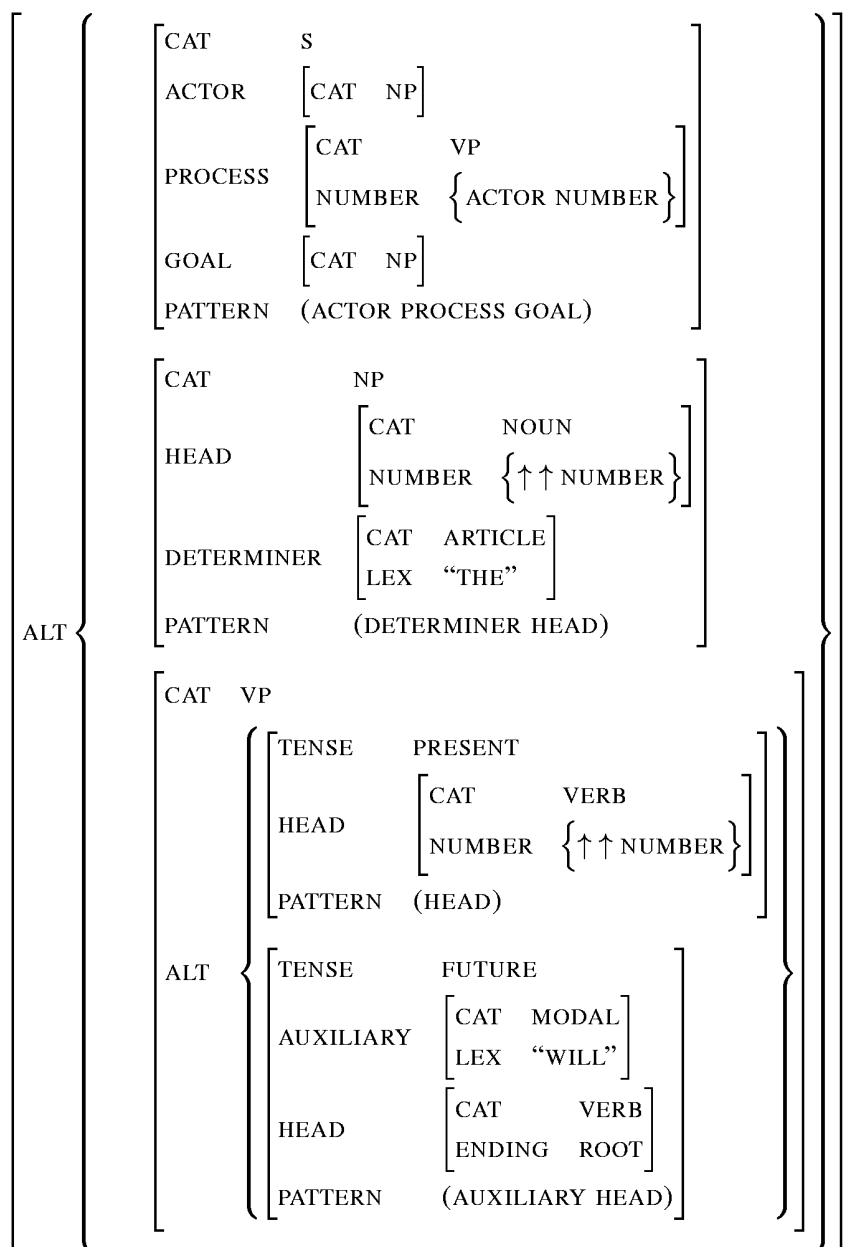 CAT S
ACTOR [CAT NP]
[CAT VP
PROCESS
NUMBER {ACTOR NUMBER}]
GOAL [CAT NP]
PATTERN (ACTOR PROCESS GOAL)
CAT NP
[CAT NOUN
HEAD
NUMBER {↑↑NUMBER}]
[CAT ARTICLE
DETERMINER
LEX “THE”]
PATTERN (DETERMINER HEAD)
ALT
CAT VP
TENSE PRESENT
[CAT VERB
HEAD
NUMBER {↑↑NUMBER}]
PATTERN (HEAD)
ALT
TENSE FUTURE
[CAT MODAL
AUXILIARY
LEX “WILL”]
[CAT VERB
HEAD
ENDING ROOT]
PATTERN (AUXILIARY HEAD)